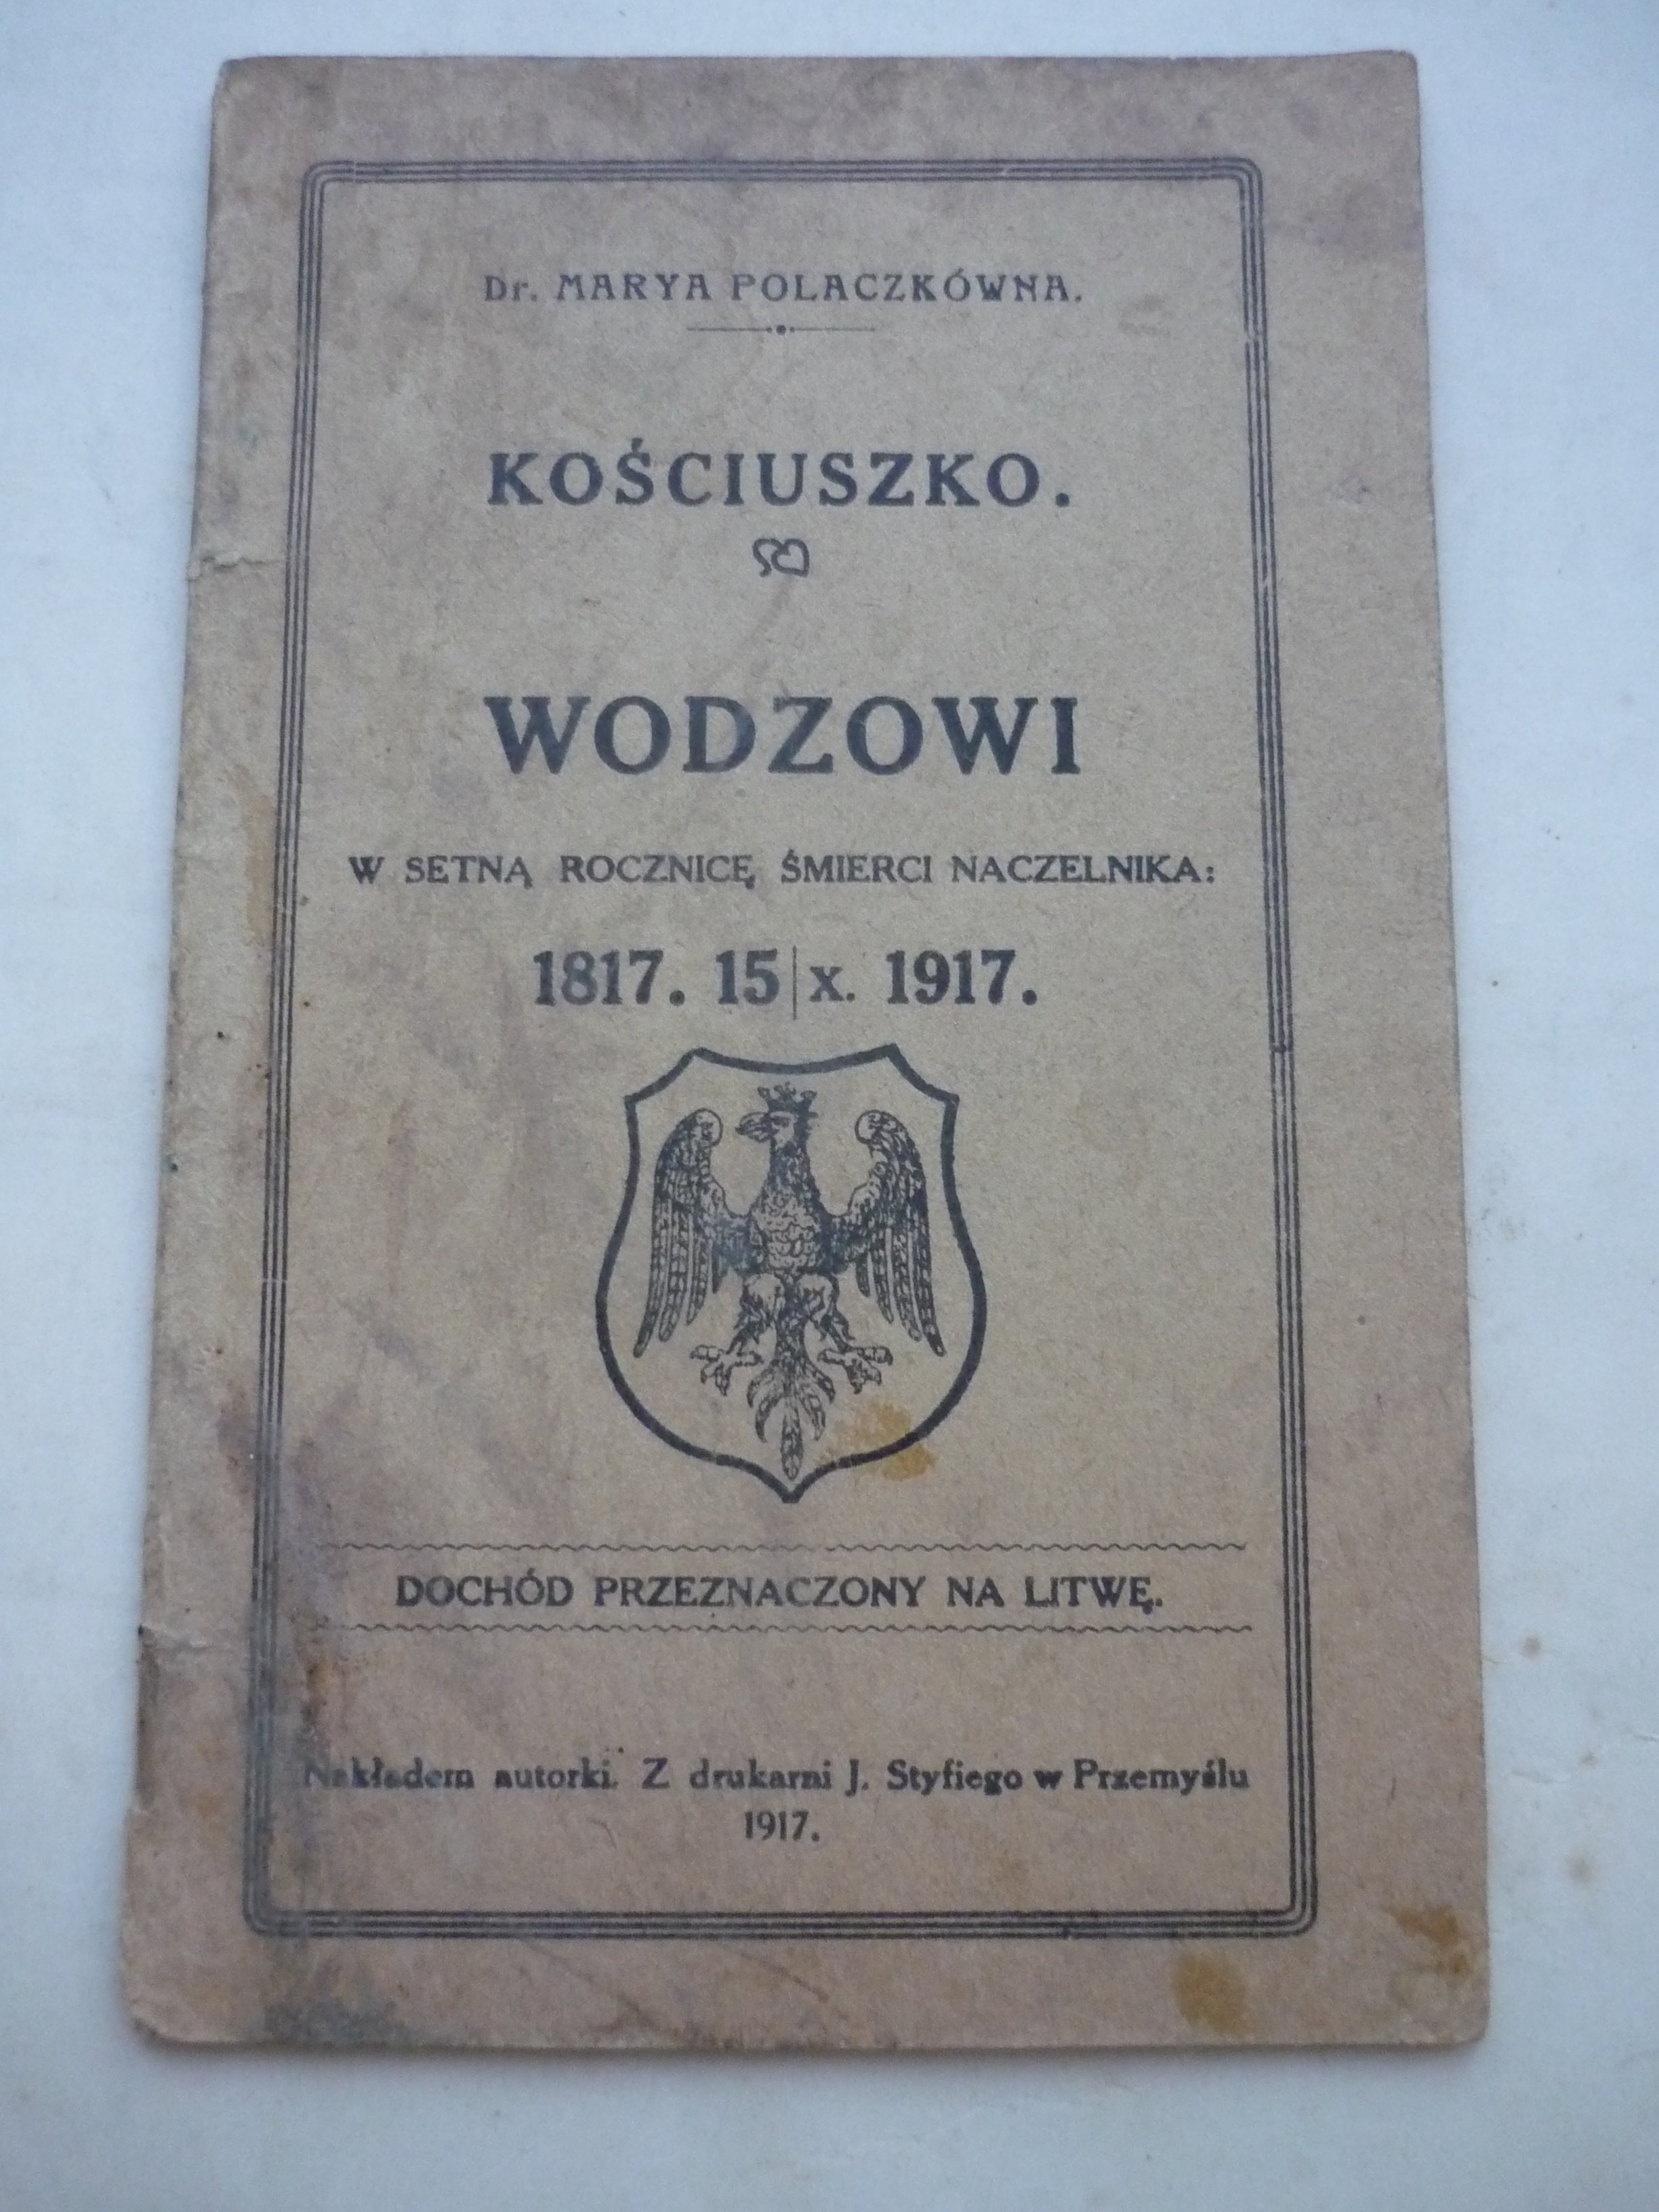 Dr. MARYA POLACZKÓWNA.
KOŚCIUSZKO.
WODZOWI
W SETNĄ ROCZNICĘ ŚMIERCI NACZELNIKA:
1817. 15|X. 1917.
DOCHÓD PRZEZNACZONY NA LITWĘ.
Nakładem autorki. Z drukarni J. Styfiego w Przemyślu
1917.